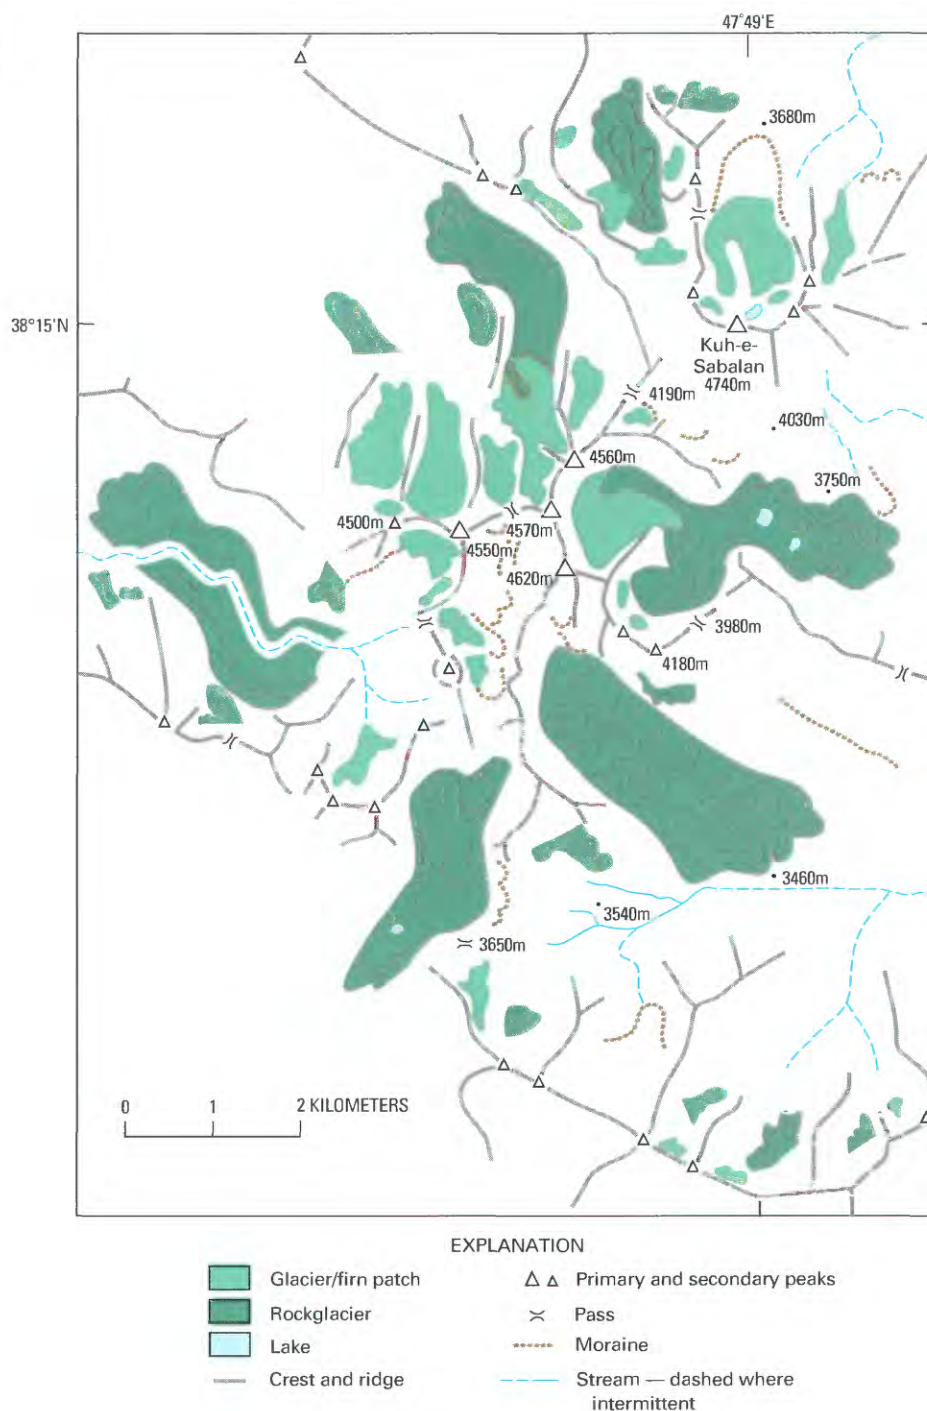 47°49'E
3680m
38°15'N
Kuh-e-
Sabalan
4740m
4190m
4030m
4560m
3750m
4500m
4570m
4550m
4620m
3980m
4180m
3460m
3540m
3650m
0 1 2 KILOMETERS
EXPLANATION
Glacier/firn patch
Primary and secondary peaks
Rockglacier
Pass
Lake
Moraine
Crest and ridge
Stream — dashed where
intermittent